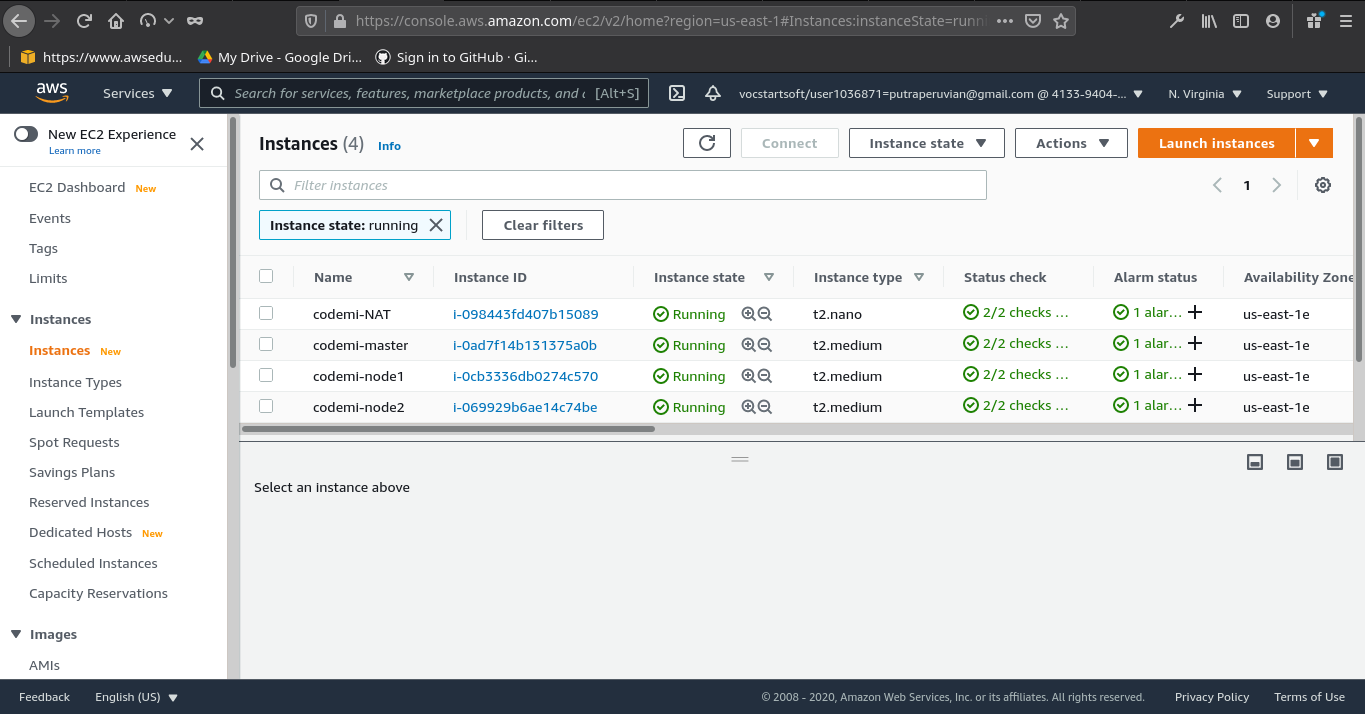 https://console.aws.amazon.com/ec2/v2/home?region=us-east-1#Instances:instanceState=runn
https://www.awsedu... My Drive - Google Dri... Sign in to GitHub · Gi...
aws Services Search for services, features, marketplace products, and [Alt+S] vocstartsoft/user1036871=putraperuvian@gmail.com @ 4133-9404-... N. Virginia Support
New EC2 Experience
Learn more
EC2 Dashboard New
Events
Tags
Limits
Instances
Instances New
Instance Types
Launch Templates
Spot Requests
Savings Plans
Reserved Instances
Dedicated Hosts New
Scheduled Instances
Capacity Reservations
Images
AMIs
Instances (4) Info Connect Instance state Actions Launch instances
Filter instances 1
Instance state: running Clear filters
Name Instance ID Instance state Instance type Status check Alarm status Availability Zone
codemi-NAT i-098443fd407b15089 Running t2.nano 2/2 checks ... 1 alar... us-east-1e
codemi-master i-0ad7f14b131375a0b Running t2.medium 2/2 checks ... 1 alar... us-east-1e
codemi-node1 i-0cb3336db0274c570 Running t2.medium 2/2 checks ... 1 alar... us-east-1e
codemi-node2 i-069929b6ae14c74be Running t2.medium 2/2 checks ... 1 alar... us-east-1e
Select an instance above
Feedback English (US) © 2008 - 2020, Amazon Web Services, Inc. or its affiliates. All rights reserved. Privacy Policy Terms of Use